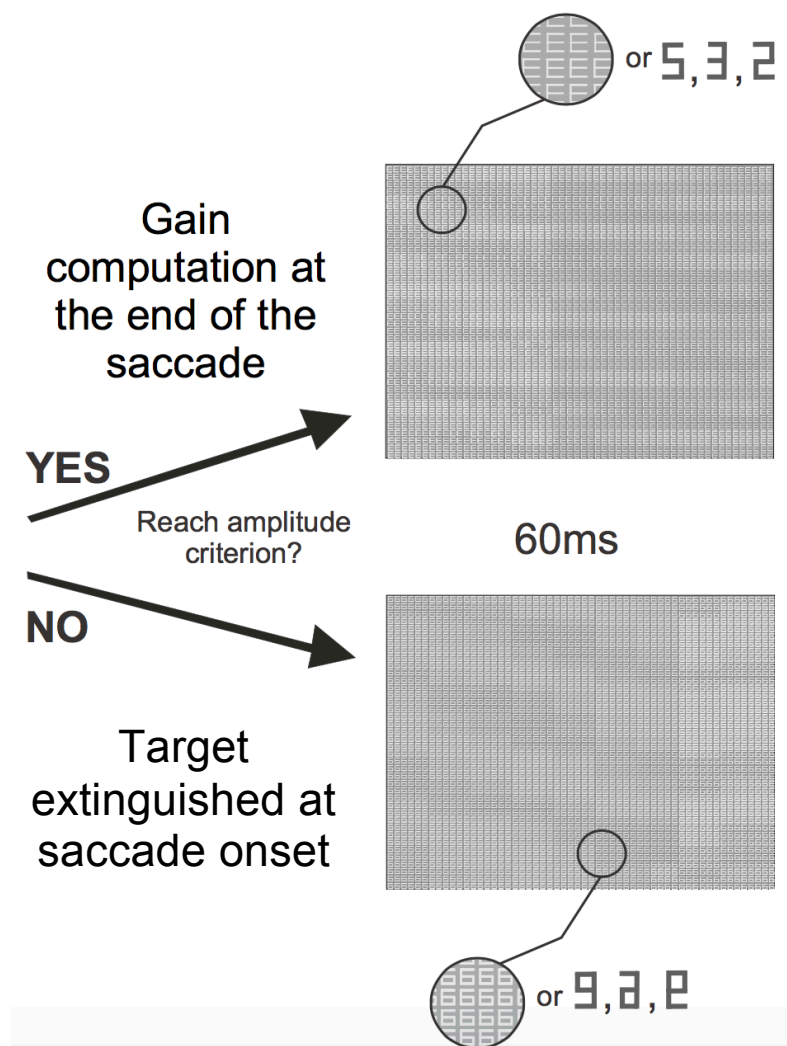 or 5,3,2
Gain
computation at
the end of the
saccade
YES
Reach amplitude
criterion?
60ms
NO
Target
extinguished at
saccade onset
or 9,a,e